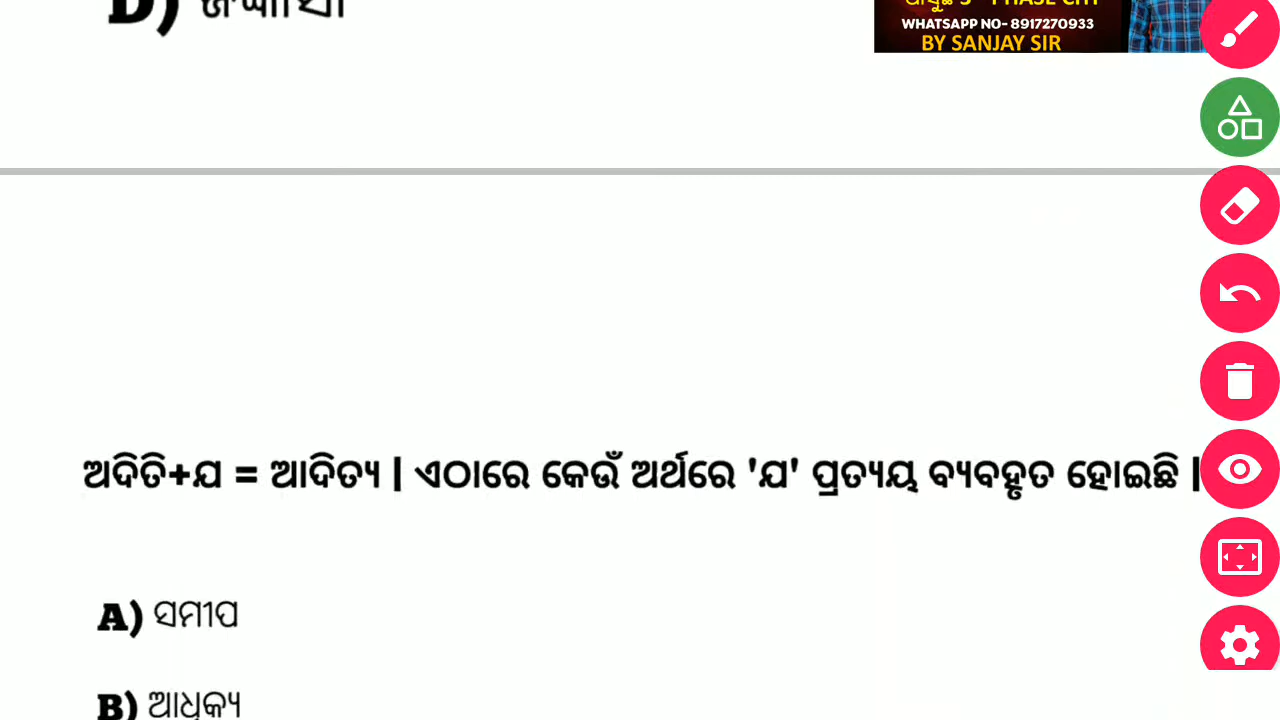 D)
WHATSAPP NO- 8917270933
BY SANJAY SIR
ଅଦିତି+ଯ = ଆଦିତ୍ୟ | ଏଠାରେ କେଉଁ ଅର୍ଥରେ 'ଯ' ପ୍ରତ୍ୟୟ ବ୍ୟବହୃତ ହୋଇଛି |
A) ସମୀପ
B) ଆଧିକ୍ୟ